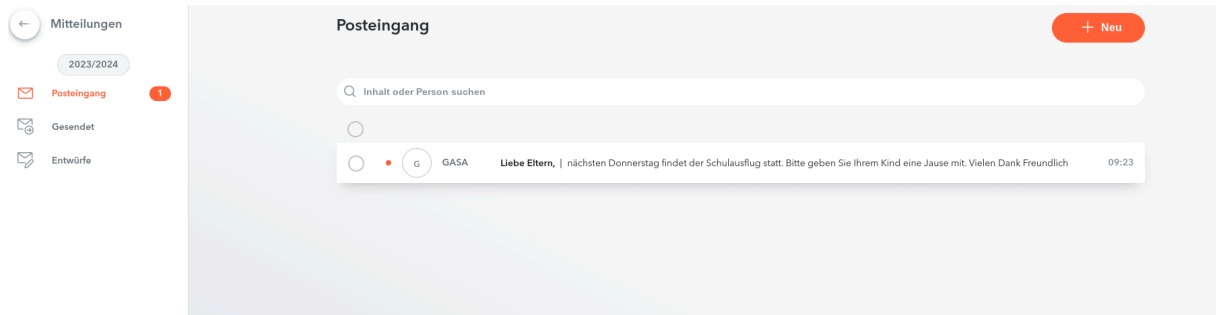 Mitteilungen
2023/2024
Posteingang 1
Gesendet
Entwürfe
Posteingang
Neu
Inhalt oder Person suchen
G GASA Liebe Eltern, | nächsten Donnerstag findet der Schulausflug statt. Bitte geben Sie Ihrem Kind eine Jause mit. Vielen Dank Freundlich 09:23